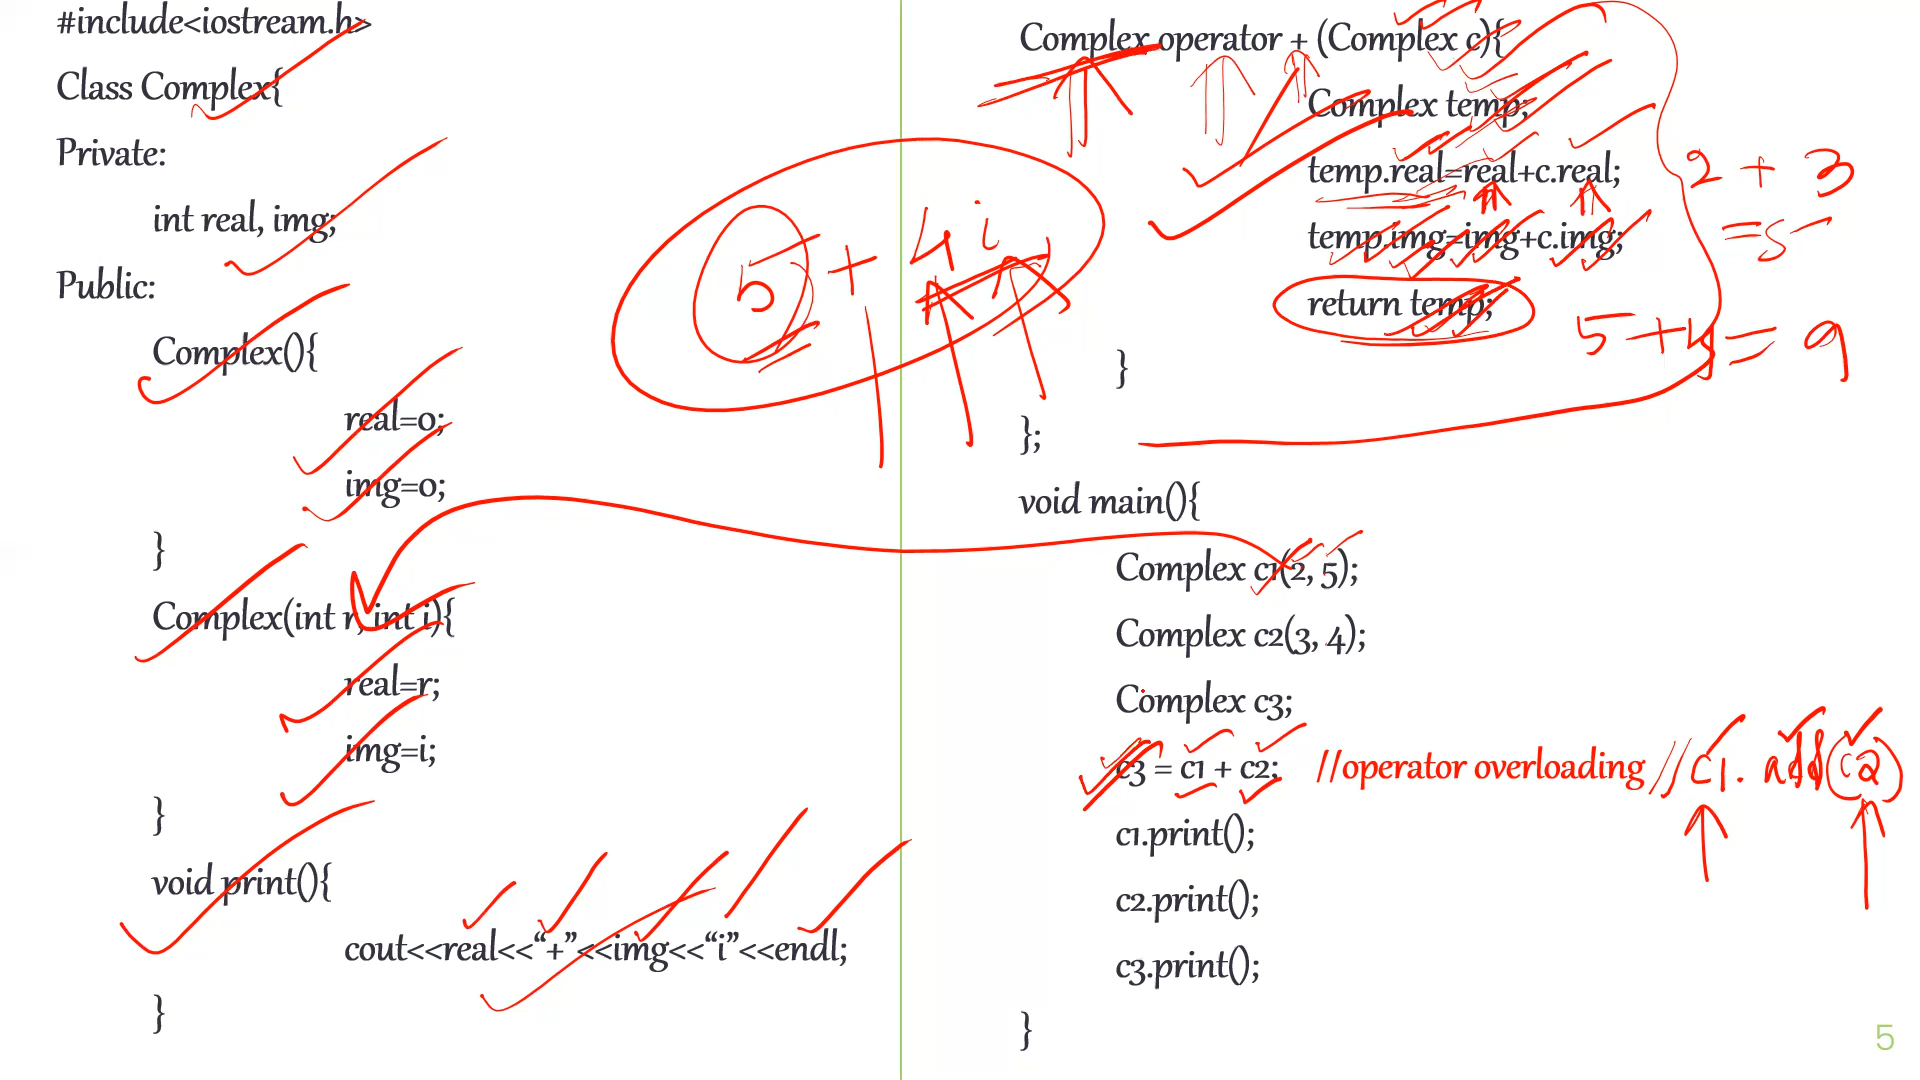 #include<iostream.h>
Class Complex{
Private:
int real, img;
Public:
Complex(){
real=0;
img=0;
}
Complex(int r, int i){
real=r;
img=i;
}
void print(){
cout<<real<<“+”<<img<<“i”<<endl;
}
5 + 4i
Complex operator + (Complex c){
Complex temp;
temp.real=real+c.real;
temp.img=img+c.img;
return temp;
}
};
2 + 3
=5
5+4=9
void main(){
Complex c1(2, 5);
Complex c2(3, 4);
Complex c3;
c3 = c1 + c2; //operator overloading //c1. add(c2)
c1.print();
c2.print();
c3.print();
}
5